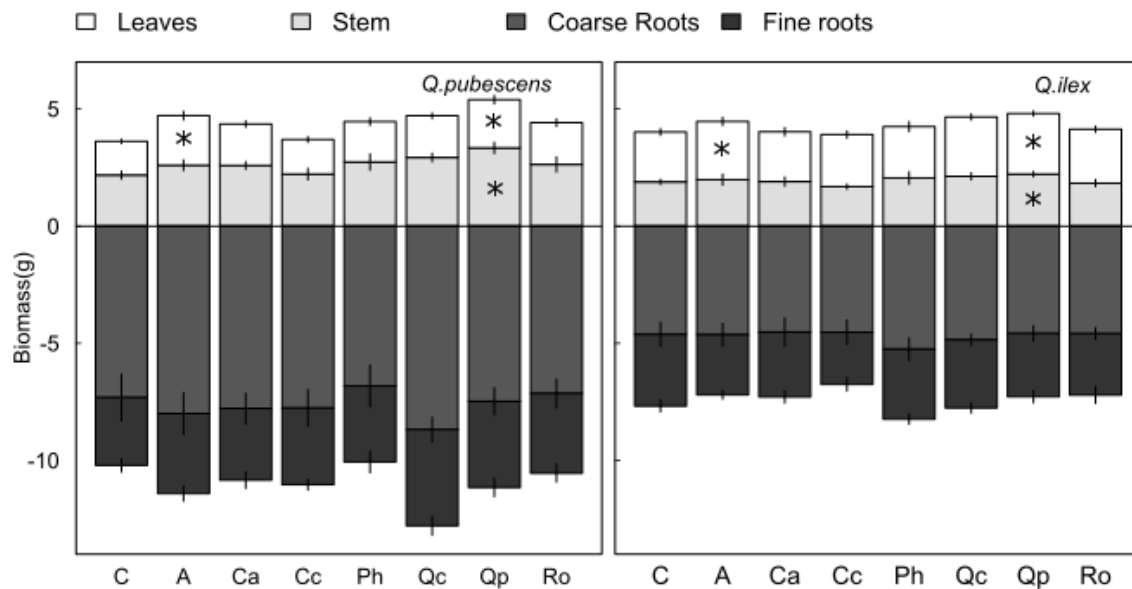 Leaves Stem Coarse Roots Fine roots
Q.pubescens Q.ilex
5
0
-5
-10
Biomass(g)
* * * *
* *
C A Ca Cc Ph Qc Qp Ro C A Ca Cc Ph Qc Qp Ro